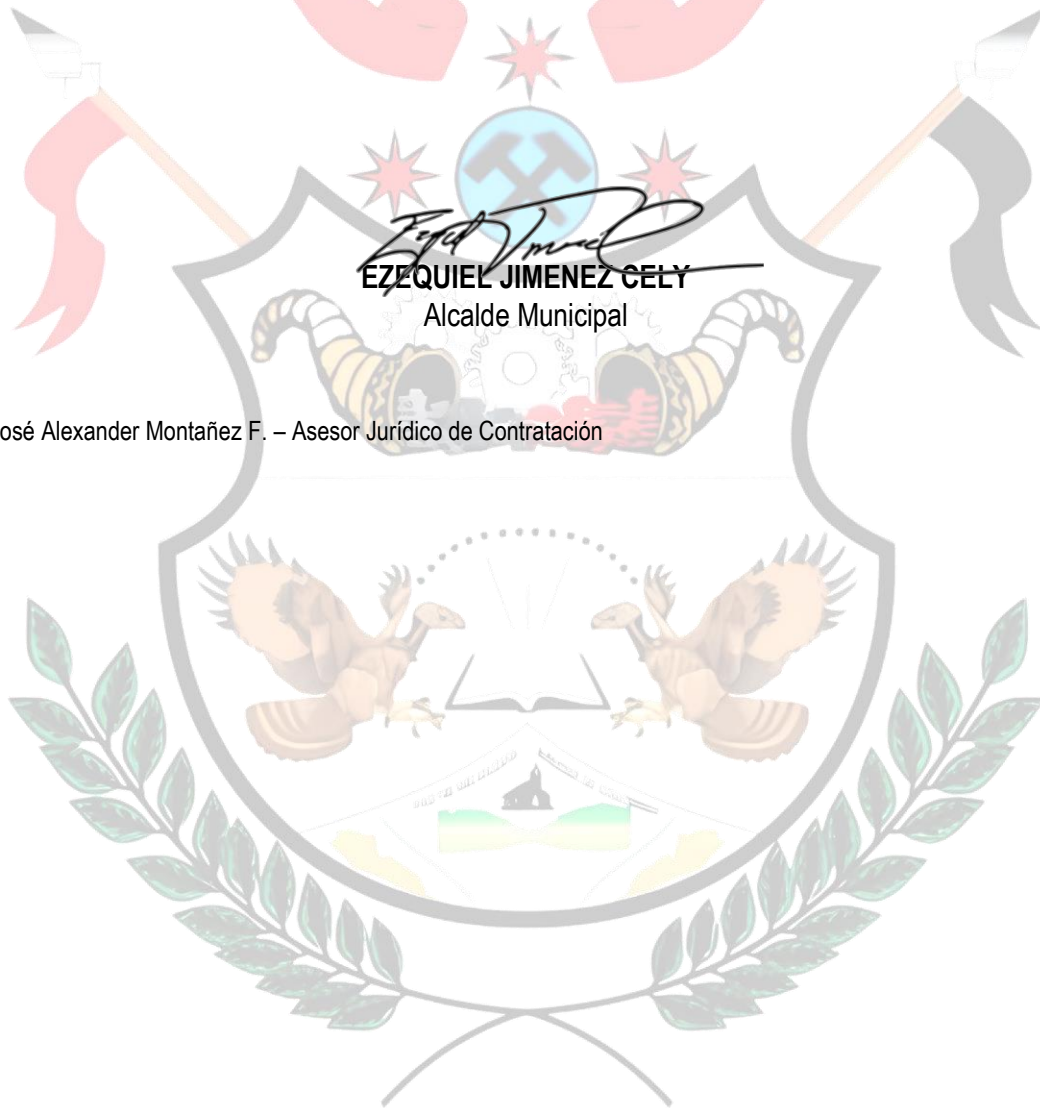 EZEQUIEL JIMENEZ CELY
Alcalde Municipal
osé Alexander Montañez F. – Asesor Jurídico de Contratación